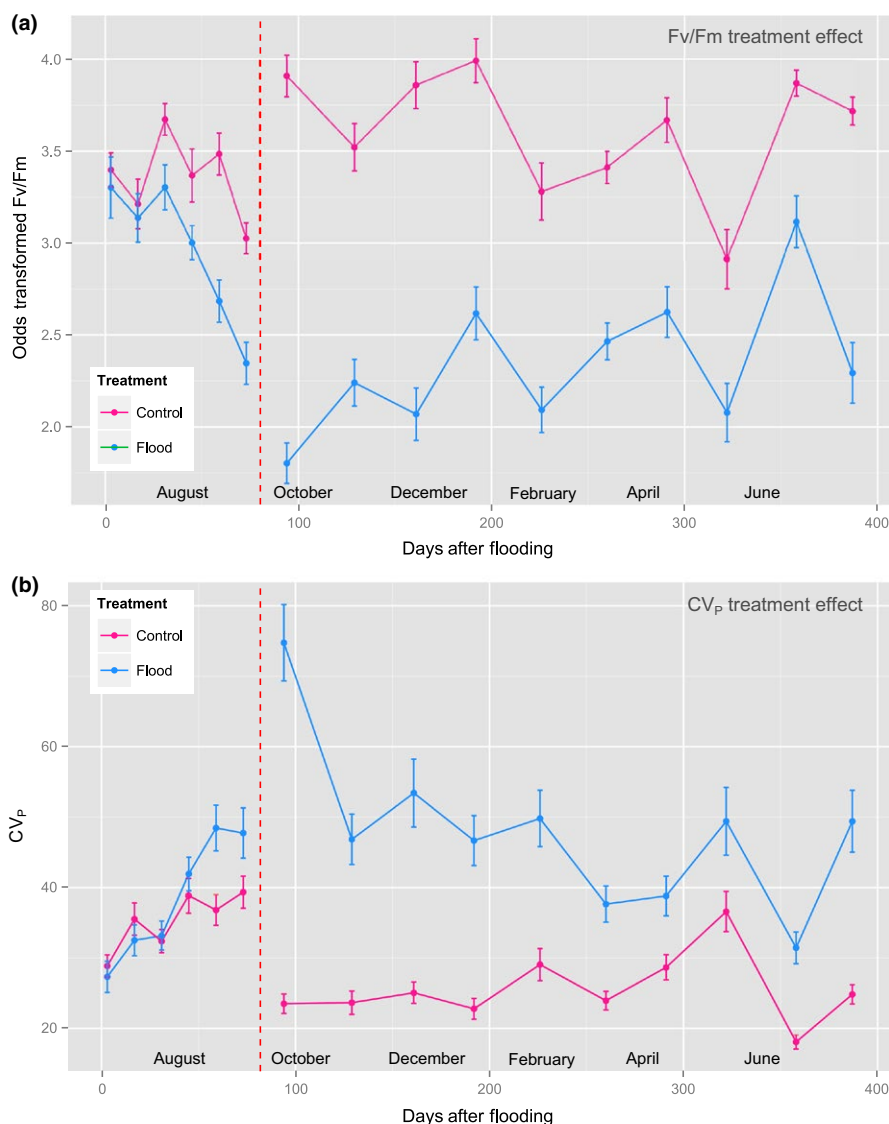 (a)
Fv/Fm treatment effect
Odds transformed Fv/Fm
4.0
3.5
3.0
2.5
2.0
Treatment
Control
Flood
August
October
December
February
April
June
0
100
200
300
400
Days after flooding
(b)
CVP treatment effect
CVP
80
60
40
20
Treatment
Control
Flood
August
October
December
February
April
June
0
100
200
300
400
Days after flooding